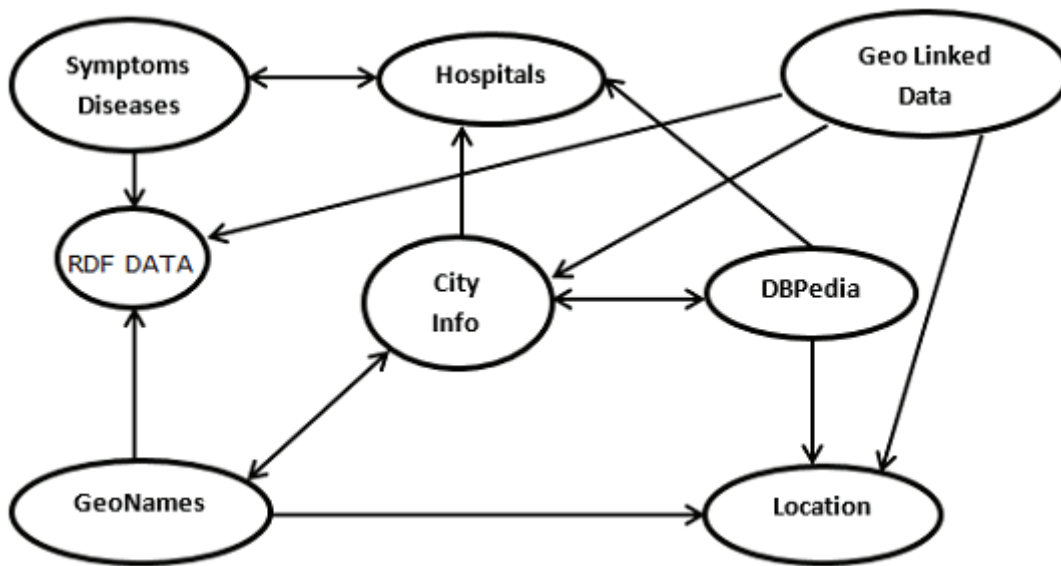 Symptoms
Diseases
Hospitals
Geo Linked
Data
RDF DATA
City
Info
DBPedia
GeoNames
Location